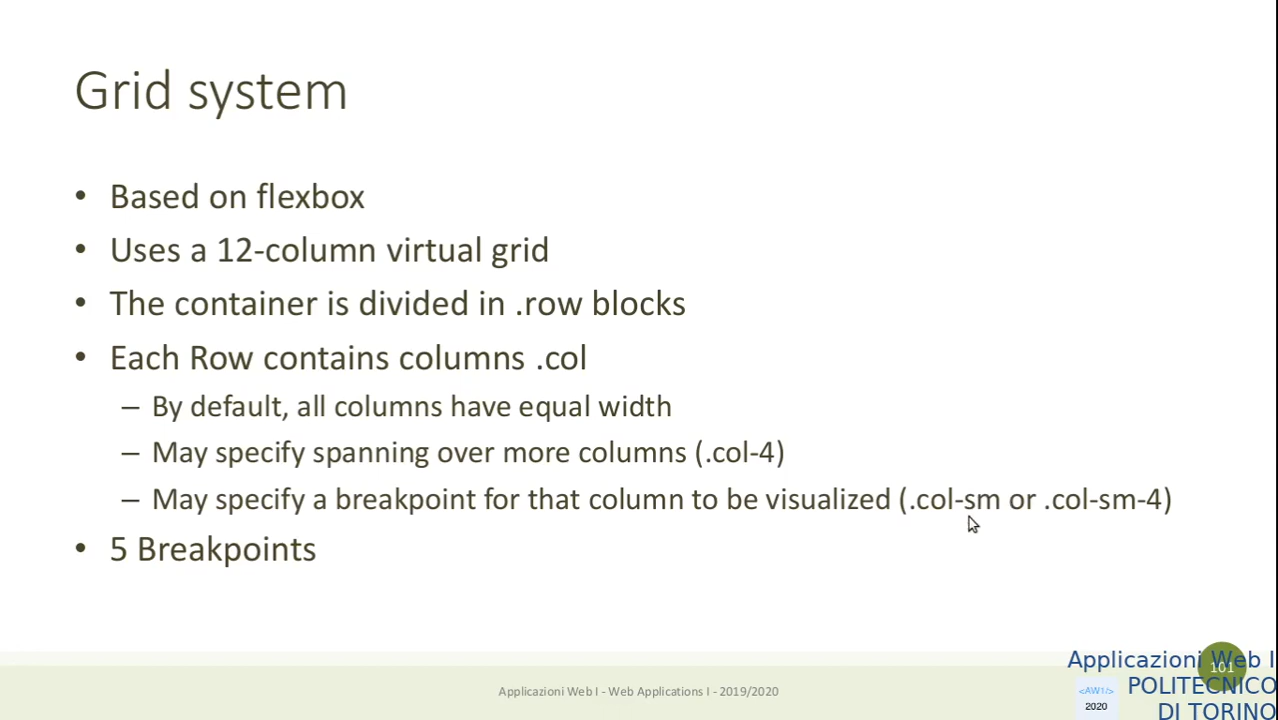 Grid system
• Based on flexbox
• Uses a 12-column virtual grid
• The container is divided in .row blocks
• Each Row contains columns .col
– By default, all columns have equal width
– May specify spanning over more columns (.col-4)
– May specify a breakpoint for that column to be visualized (.col-sm or .col-sm-4)
• 5 Breakpoints
Applicazioni Web I - Web Applications I - 2019/2020
101
Applicazioni Web I
POLITECNICO
DI TORINO
<AW1/>
2020